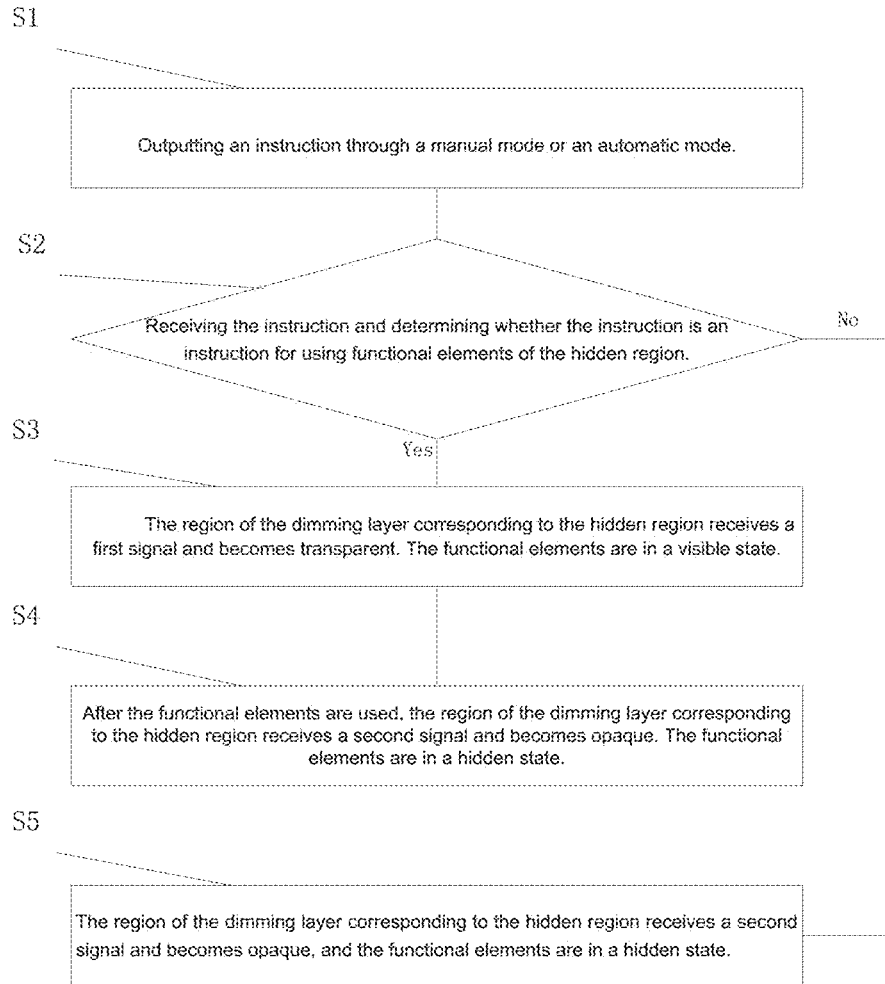 S1
Outputting an instruction through a manual mode or an automatic mode.
S2
Receiving the instruction and determining whether the instruction is an
instruction for using functional elements of the hidden region.
No
Yes
S3
The region of the dimming layer corresponding to the hidden region receives a
first signal and becomes transparent. The functional elements are in a visible state.
S4
After the functional elements are used, the region of the dimming layer corresponding
to the hidden region receives a second signal and becomes opaque. The functional
elements are in a hidden state.
S5
The region of the dimming layer corresponding to the hidden region receives a second
signal and becomes opaque, and the functional elements are in a hidden state.